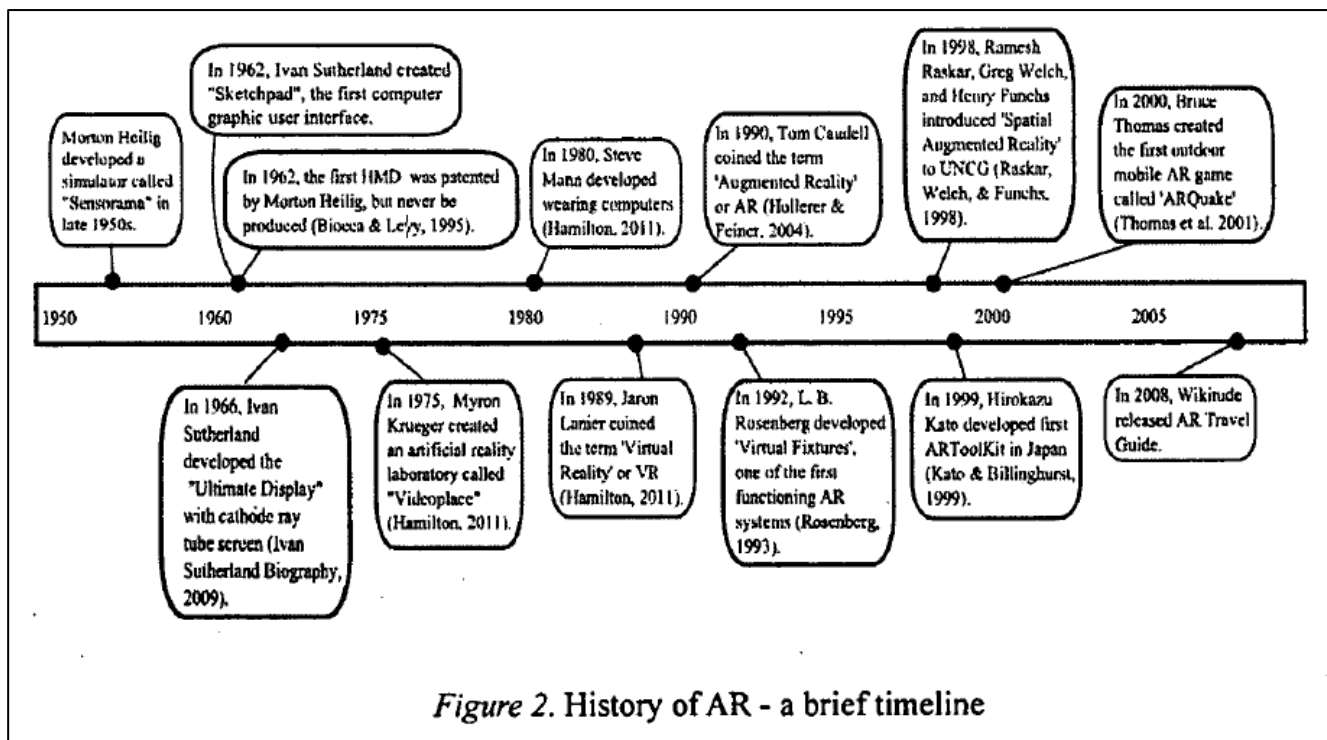 Morton Heilig
developed a
simulator called
"Sensorama" in
late 1950s.
In 1962, Ivan Sutherland created
"Sketchpad", the first computer
graphic user interface.
In 1962, the first HMD was patented
by Morton Heilig, but never be
produced (Biocca & Levy, 1995).
In 1980, Steve
Mann developed
wearing computers
(Hamilton, 2011).
In 1990, Tom Caudell
coined the term
'Augmented Reality'
or AR (Hollerer &
Feiner, 2004).
In 1998, Ramesh
Raskar, Greg Welch,
and Henry Funchs
introduced 'Spatial
Augmented Reality'
to UNCG (Raskar,
Welch, & Funchs,
1998).
In 2000, Bruce
Thomas created
the first outdoor
mobile AR game
called 'ARQuake'
(Thomas et al. 2001).
1950 1960 1975 1980 1990 1995 2000 2005
In 1966, Ivan
Sutherland
developed the
"Ultimate Display"
with cathode ray
tube screen (Ivan
Sutherland Biography,
2009).
In 1975, Myron
Krueger created
an artificial reality
laboratory called
"Videoplace"
(Hamilton, 2011).
In 1989, Jaron
Lanier coined
the term 'Virtual
Reality' or VR
(Hamilton, 2011).
In 1992, L. B.
Rosenberg developed
'Virtual Fixtures',
one of the first
functioning AR
systems (Rosenberg,
1993).
In 1999, Hirokazu
Kato developed first
ARToolKit in Japan
(Kato & Billinghurst,
1999).
In 2008, Wikitude
released AR Travel
Guide.
Figure 2. History of AR - a brief timeline